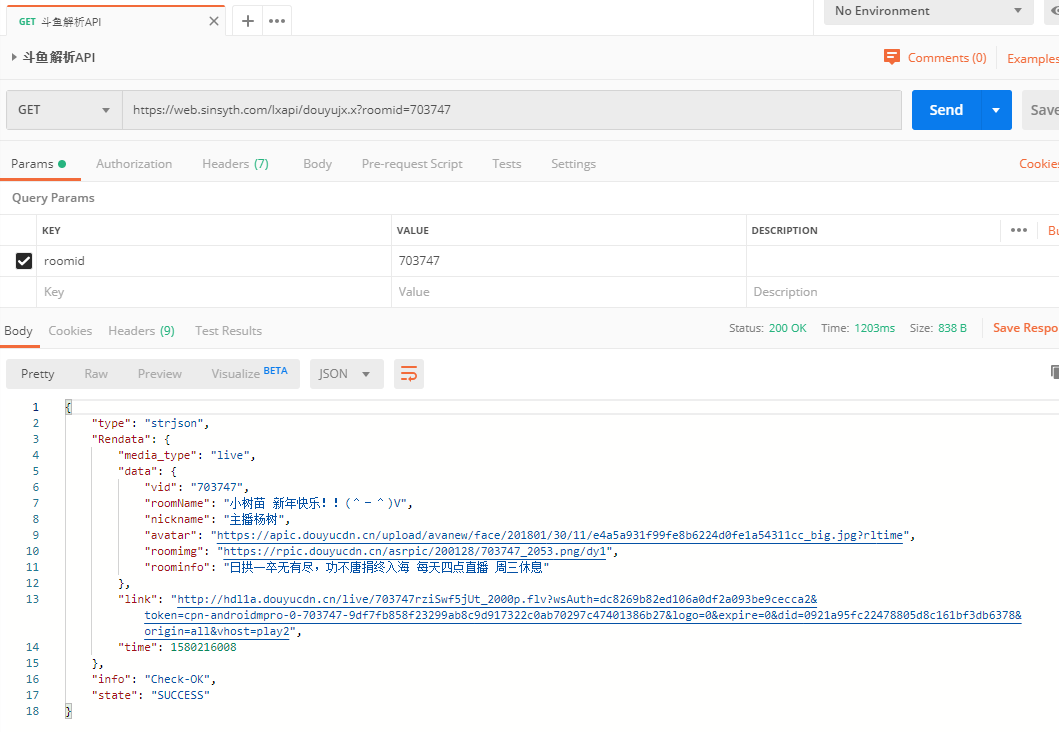 GET 斗鱼解析API
No Environment
斗鱼解析API
Comments (0)
Examples
GET
https://web.sinsyth.com/lxapi/douyujx.x?roomid=703747
Send
Save
Params
Authorization
Headers (7)
Body
Pre-request Script
Tests
Settings
Cookies
Query Params
KEY
VALUE
DESCRIPTION
Bu
roomid
703747
Key
Value
Description
Body
Cookies
Headers (9)
Test Results
Status: 200 OK
Time: 1203ms
Size: 838 B
Save Respo
Pretty
Raw
Preview
Visualize BETA
JSON
1 {
2 "type": "strjson",
3 "Rendata": {
4 "media_type": "live",
5 "data": {
6 "vid": "703747",
7 "roomName": "小树苗 新年快乐！！(＾－＾)V",
8 "nickname": "主播杨树",
9 "avatar": "https://apic.douyucdn.cn/upload/avanew/face/201801/30/11/e4a5a931f99fe8b6224d0fe1a54311cc_big.jpg?rltime",
10 "roomimg": "https://rpic.douyucdn.cn/asrpic/200128/703747_2053.png/dy1",
11 "roominfo": "日拱一卒无有尽，功不唐捐终入海 每天四点直播 周三休息"
12 },
13 "link": "http://hdl1a.douyucdn.cn/live/703747rziSwf5jUt_2000p.flv?wsAuth=dc8269b82ed106a0df2a093be9cecca2&
token=cpn-androidmpro-0-703747-9df7fb858f23299ab8c9d917322c0ab70297c47401386b27&logo=0&expire=0&did=0921a95fc22478805d8c161bf3db6378&
origin=all&vhost=play2",
14 "time": 1580216008
15 },
16 "info": "Check-OK",
17 "state": "SUCCESS"
18 }